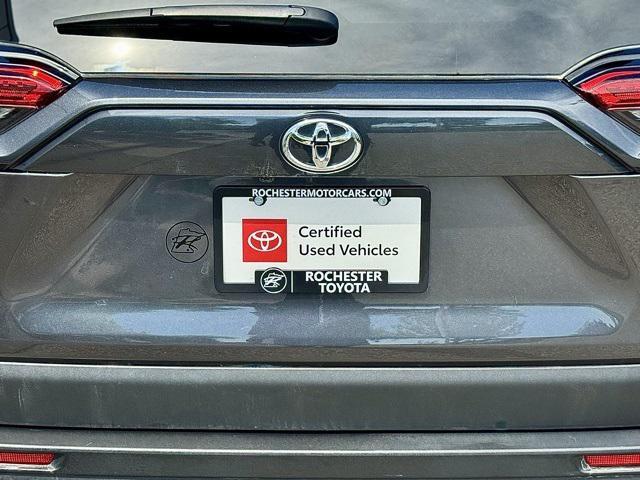 ROCHESTERMOTORCARS.COM
Certified
Used Vehicles
ROCHESTER
TOYOTA